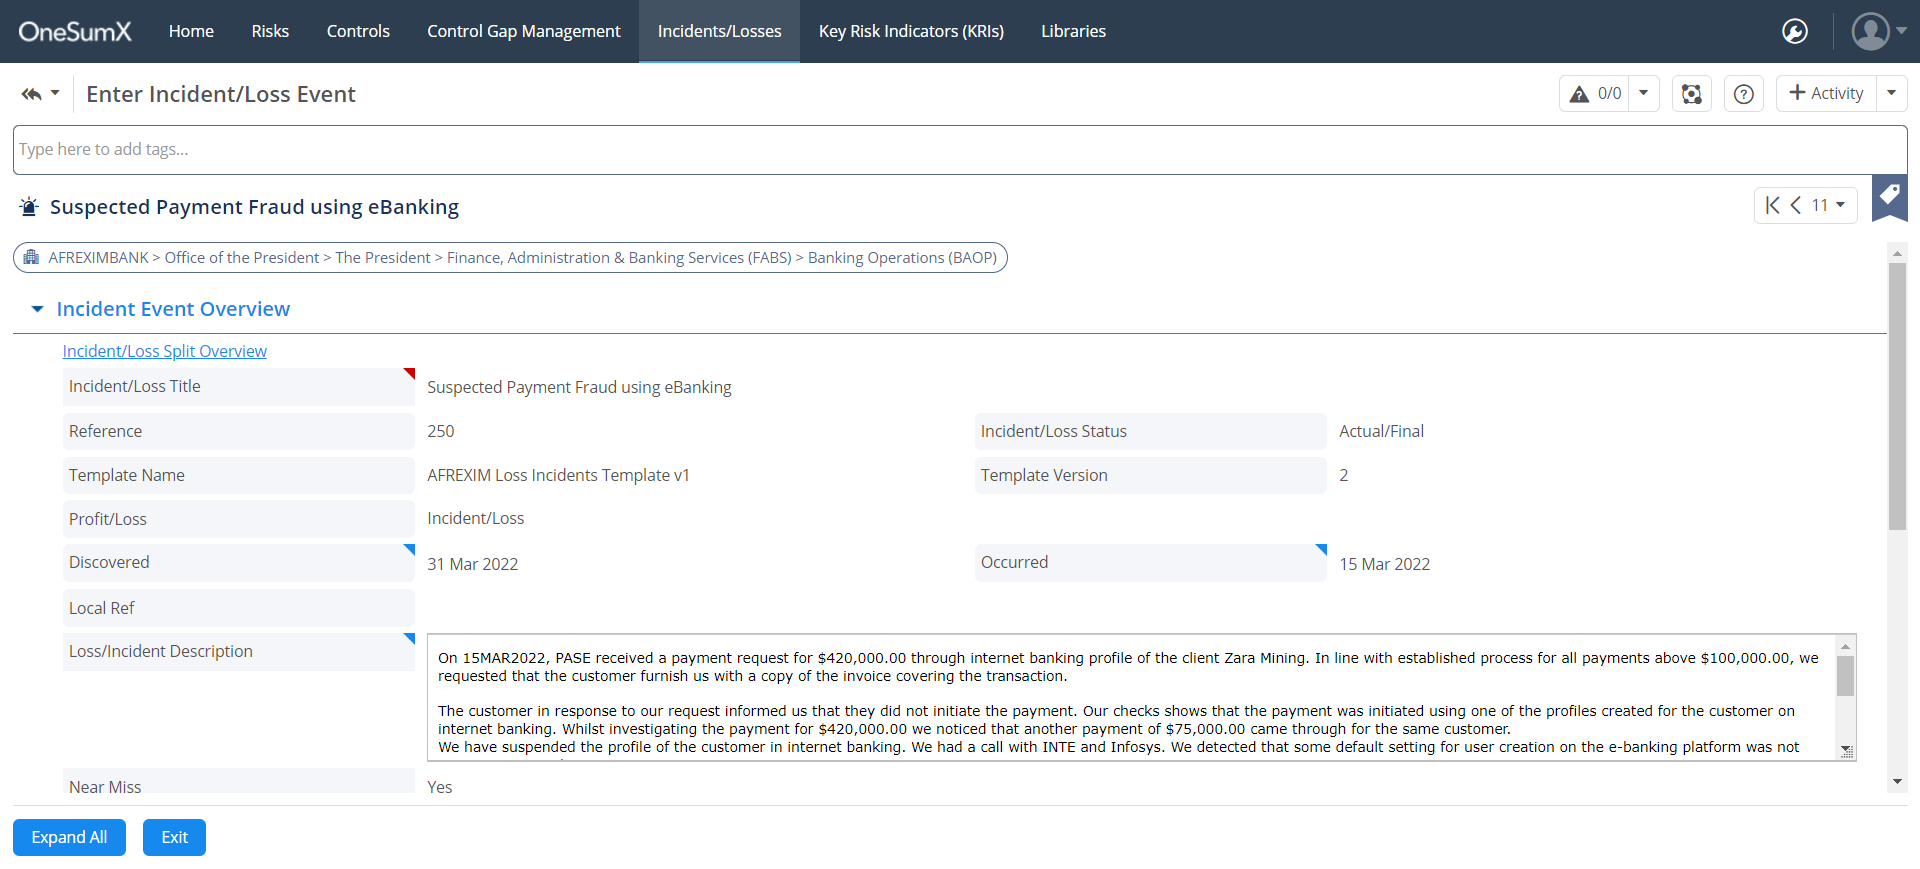 OneSumX Home Risks Controls Control Gap Management Incidents/Losses Key Risk Indicators (KRIs) Libraries
Enter Incident/Loss Event 0/0 Activity
Type here to add tags...
Suspected Payment Fraud using eBanking 11
AFREXIMBANK > Office of the President > The President > Finance, Administration & Banking Services (FABS) > Banking Operations (BAOP)
Incident Event Overview
Incident/Loss Split Overview
Incident/Loss Title Suspected Payment Fraud using eBanking
Reference 250 Incident/Loss Status Actual/Final
Template Name AFREXIM Loss Incidents Template v1 Template Version 2
Profit/Loss Incident/Loss
Discovered 31 Mar 2022 Occurred 15 Mar 2022
Local Ref
Loss/Incident Description
On 15MAR2022, PASE received a payment request for $420,000.00 through internet banking profile of the client Zara Mining. In line with established process for all payments above $100,000.00, we
requested that the customer furnish us with a copy of the invoice covering the transaction.
The customer in response to our request informed us that they did not initiate the payment. Our checks shows that the payment was initiated using one of the profiles created for the customer on
internet banking. Whilst investigating the payment for $420,000.00 we noticed that another payment of $75,000.00 came through for the same customer.
We have suspended the profile of the customer in internet banking. We had a call with INTE and Infosys. We detected that some default setting for user creation on the e-banking platform was not
Near Miss Yes
Expand All Exit